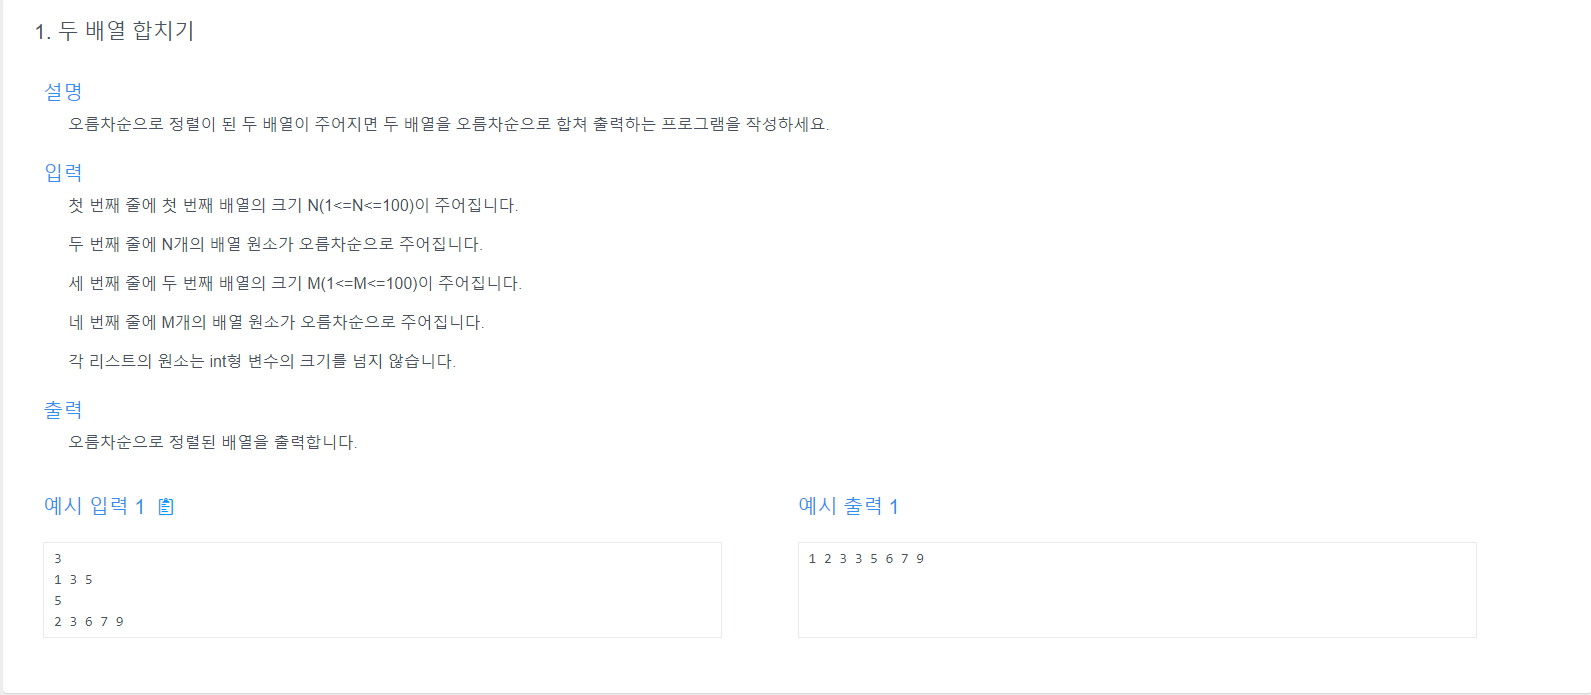 1. 두 배열 합치기
설명
오름차순으로 정렬이 된 두 배열이 주어지면 두 배열을 오름차순으로 합쳐 출력하는 프로그램을 작성하세요.
입력
첫 번째 줄에 첫 번째 배열의 크기 N(1<=N<=100)이 주어집니다.
두 번째 줄에 N개의 배열 원소가 오름차순으로 주어집니다.
세 번째 줄에 두 번째 배열의 크기 M(1<=M<=100)이 주어집니다.
네 번째 줄에 M개의 배열 원소가 오름차순으로 주어집니다.
각 리스트의 원소는 int형 변수의 크기를 넘지 않습니다.
출력
오름차순으로 정렬된 배열을 출력합니다.
예시 입력 1
3
1 3 5
5
2 3 6 7 9
예시 출력 1
1 2 3 3 5 6 7 9